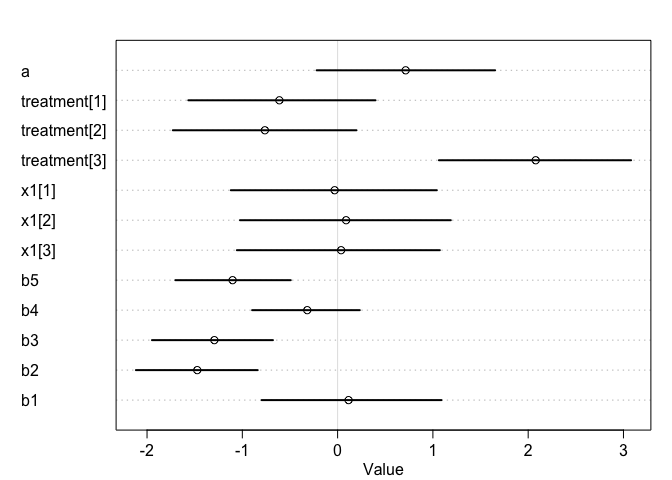 a
treatment[1]
treatment[2]
treatment[3]
x1[1]
x1[2]
x1[3]
b5
b4
b3
b2
b1
-2 -1 0 1 2 3
Value